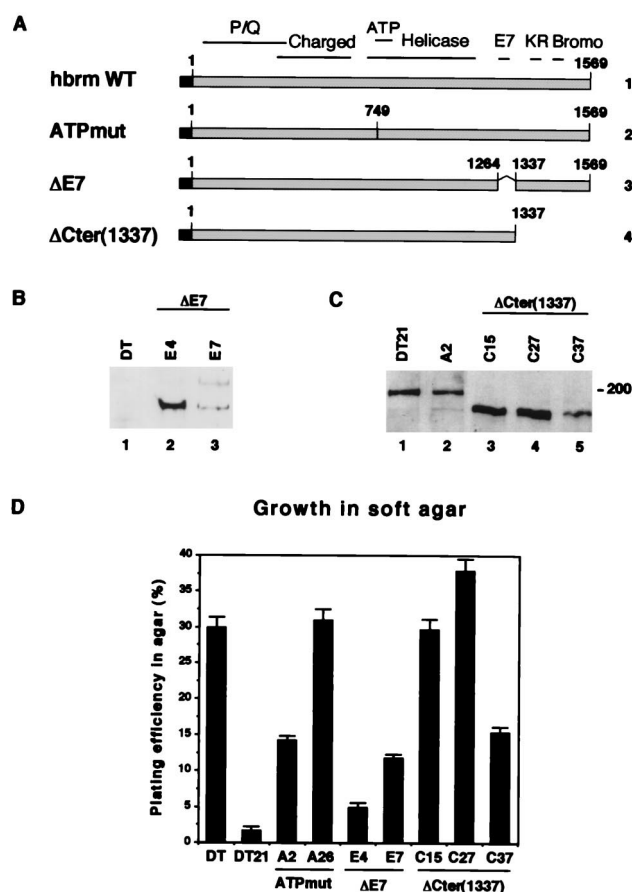 A
P/Q Charged ATP Helicase E7 KR Bromo
hbrm WT 1 1569 1
ATPmut 1 749 1569 2
ΔE7 1 1264 1337 1569 3
ΔCter(1337) 1 1337 4
B
ΔE7
DT E4 E7
1 2 3
C
ΔCter(1337)
DT21 A2 C15 C27 C37
- 200
1 2 3 4 5
D
Growth in soft agar
Plating efficiency in agar (%)
40
35
30
25
20
15
10
5
0
DT DT21 A2 A26 E4 E7 C15 C27 C37
ATPmut ΔE7 ΔCter(1337)